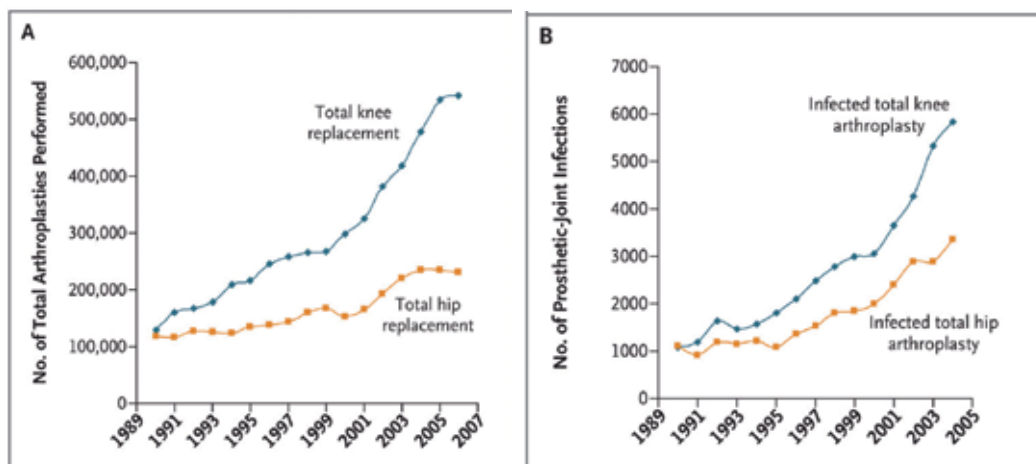 A
No. of Total Arthroplasties Performed
600,000
500,000
400,000
300,000
200,000
100,000
0
Total knee
replacement
Total hip
replacement
1989
1991
1993
1995
1997
1999
2001
2003
2005
2007
B
No. of Prosthetic-Joint Infections
7000
6000
5000
4000
3000
2000
1000
0
Infected total knee
arthroplasty
Infected total hip
arthroplasty
1989
1991
1993
1995
1997
1999
2001
2003
2005